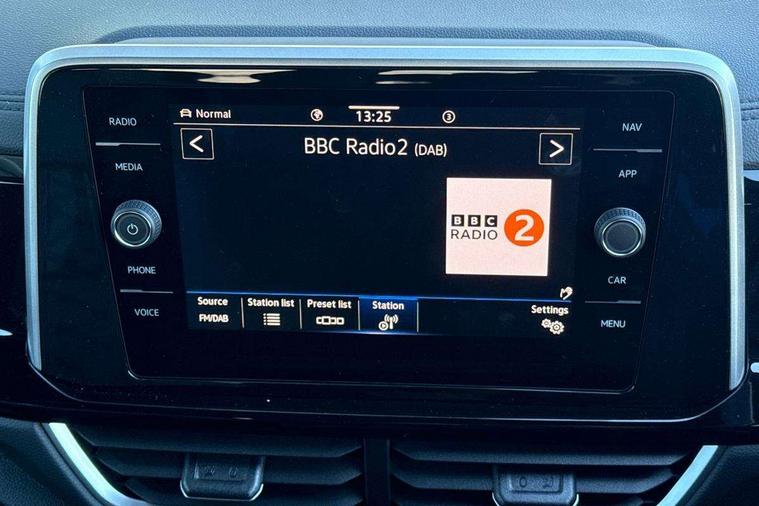 RADIO
MEDIA
PHONE
VOICE
Normal
13:25
3
BBC Radio2 (DAB)
BBC
RADIO 2
Source
FM/DAB
Station list
Preset list
Station
Settings
NAV
APP
CAR
MENU